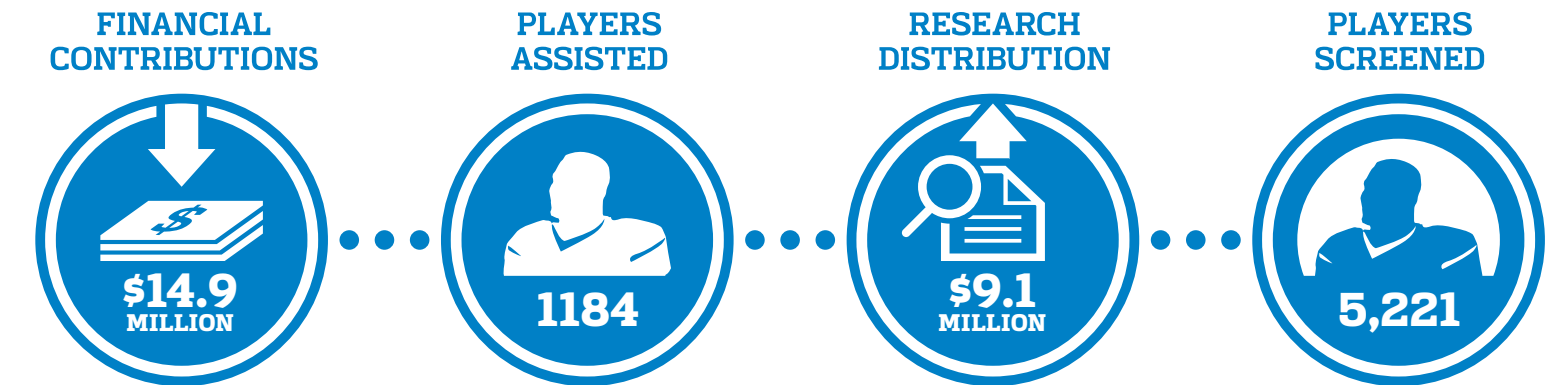 FINANCIAL
CONTRIBUTIONS
$
$14.9
MILLION
PLAYERS
ASSISTED
1184
RESEARCH
DISTRIBUTION
$9.1
MILLION
PLAYERS
SCREENED
5,221